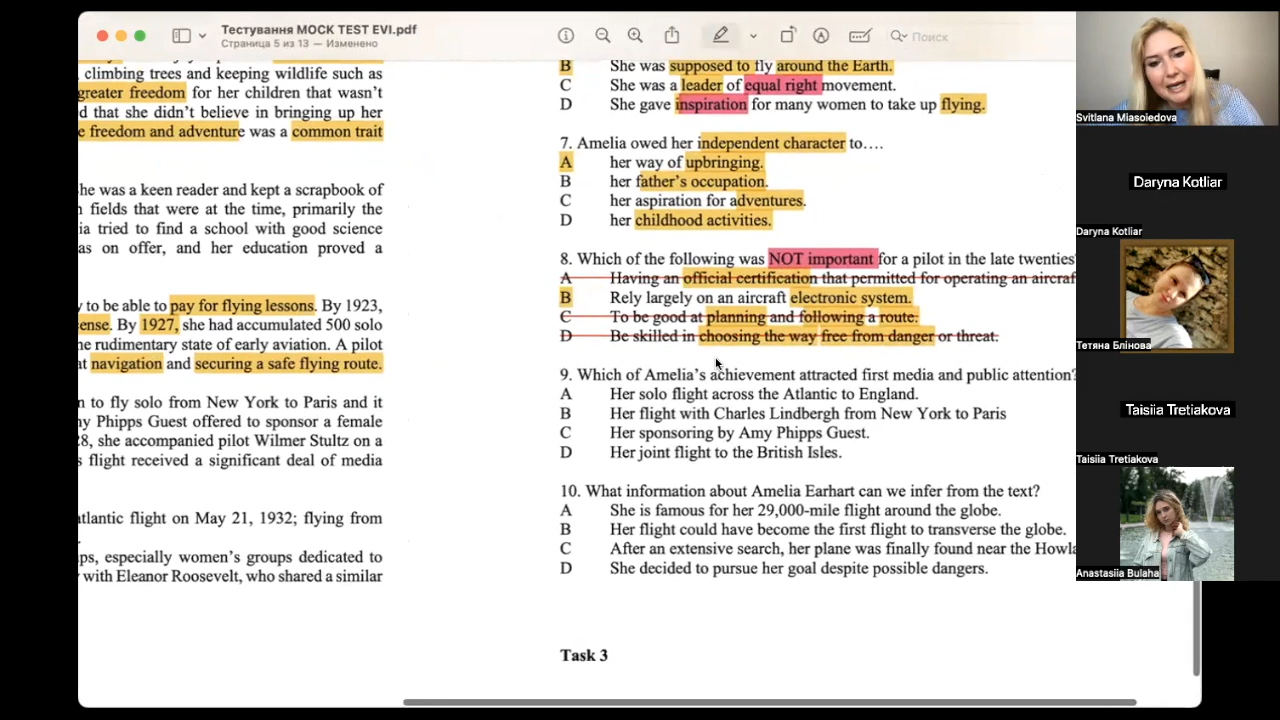 Тестування MOCK TEST EVI.pdf
Страница 5 из 13 — Изменено
Поиск
climbing trees and keeping wildlife such as
greater freedom for her children that wasn't
d that she didn't believe in bringing up her
e freedom and adventure was a common trait
he was a keen reader and kept a scrapbook of
fields that were at the time, primarily the
ia tried to find a school with good science
as on offer, and her education proved a
y to be able to pay for flying lessons. By 1923,
ense. By 1927, she had accumulated 500 solo
he rudimentary state of early aviation. A pilot
at navigation and securing a safe flying route.
n to fly solo from New York to Paris and it
ny Phipps Guest offered to sponsor a female
28, she accompanied pilot Wilmer Stultz on a
s flight received a significant deal of media
tlantic flight on May 21, 1932; flying from
ps, especially women's groups dedicated to
with Eleanor Roosevelt, who shared a similar
B She was supposed to fly around the Earth.
C She was a leader of equal right movement.
D She gave inspiration for many women to take up flying.
7. Amelia owed her independent character to….
A her way of upbringing.
B her father's occupation.
C her aspiration for adventures.
D her childhood activities.
8. Which of the following was NOT important for a pilot in the late twenties
A Having an official certification that permitted for operating an aircraf
B Rely largely on an aircraft electronic system.
C To be good at planning and following a route.
D Be skilled in choosing the way free from danger or threat.
9. Which of Amelia's achievement attracted first media and public attention?
A Her solo flight across the Atlantic to England.
B Her flight with Charles Lindbergh from New York to Paris
C Her sponsoring by Amy Phipps Guest.
D Her joint flight to the British Isles.
10. What information about Amelia Earhart can we infer from the text?
A She is famous for her 29,000-mile flight around the globe.
B Her flight could have become the first flight to transverse the globe.
C After an extensive search, her plane was finally found near the Howla
D She decided to pursue her goal despite possible dangers.
Task 3
Svitlana Miasoiedova
Daryna Kotliar
Daryna Kotliar
Тетяна Блінова
Taisiia Tretiakova
Taisiia Tretiakova
Anastasiia Bulaha